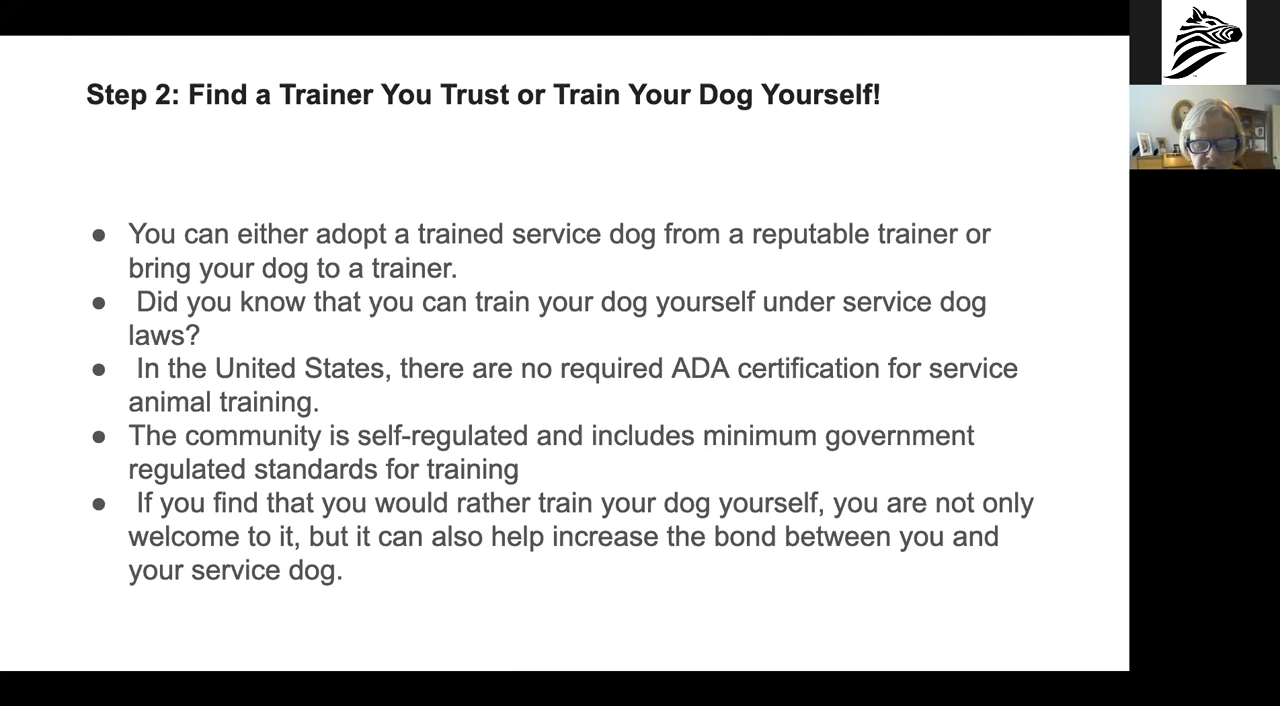 Step 2: Find a Trainer You Trust or Train Your Dog Yourself!
● You can either adopt a trained service dog from a reputable trainer or
bring your dog to a trainer.
● Did you know that you can train your dog yourself under service dog
laws?
● In the United States, there are no required ADA certification for service
animal training.
● The community is self-regulated and includes minimum government
regulated standards for training
● If you find that you would rather train your dog yourself, you are not only
welcome to it, but it can also help increase the bond between you and
your service dog.